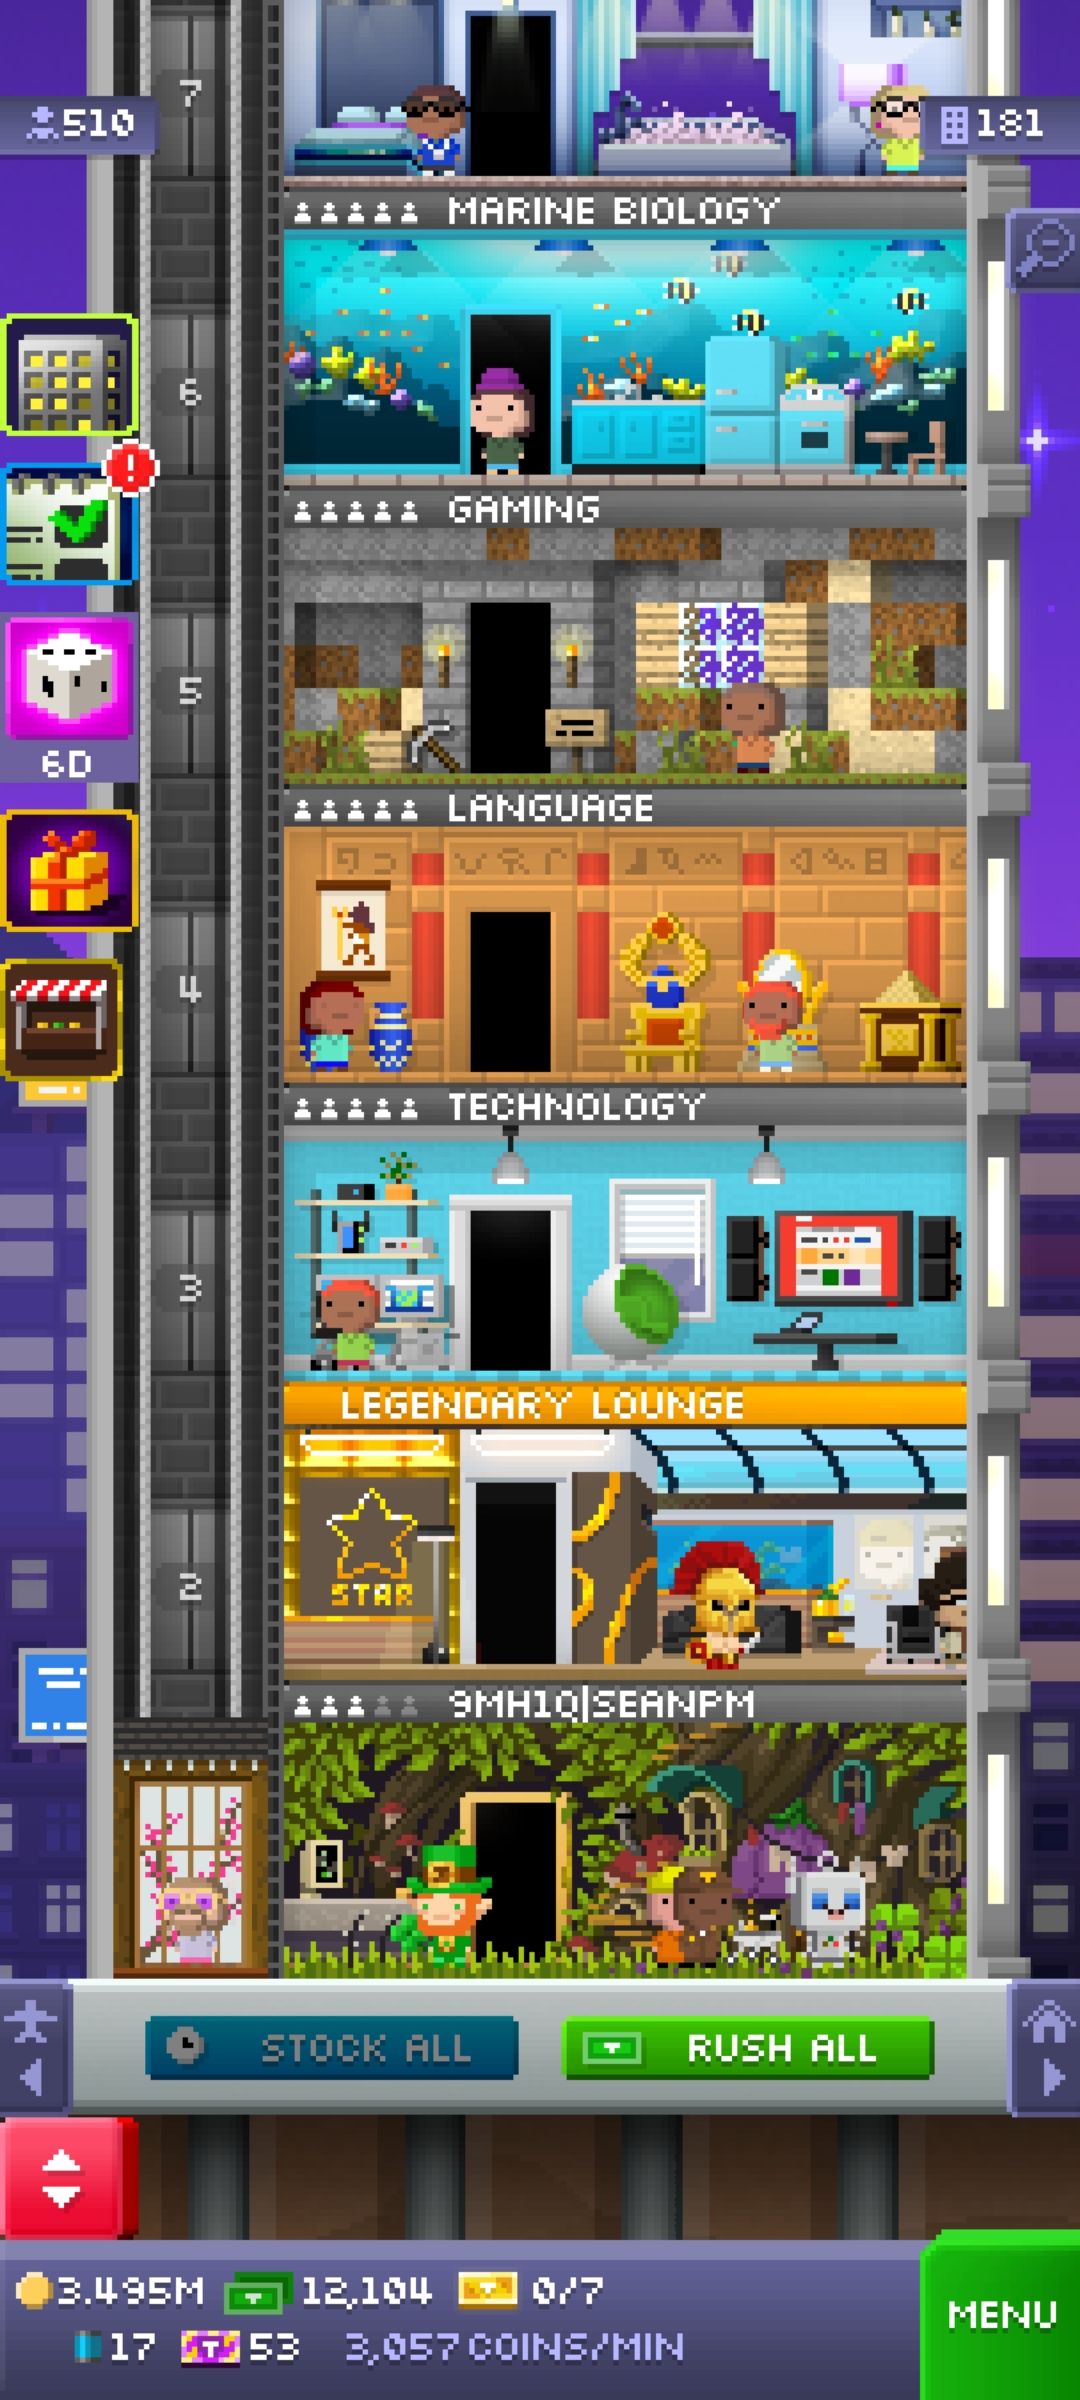 7
510
181
MARINE BIOLOGY
6
GAMING
5
6D
LANGUAGE
4
TECHNOLOGY
3
LEGENDARY LOUNGE
STAR
2
9MH1Q|SEANPM
STOCK ALL
RUSH ALL
3.495M 12,104 0/7
17 53 3,057 COINS/MIN
MENU